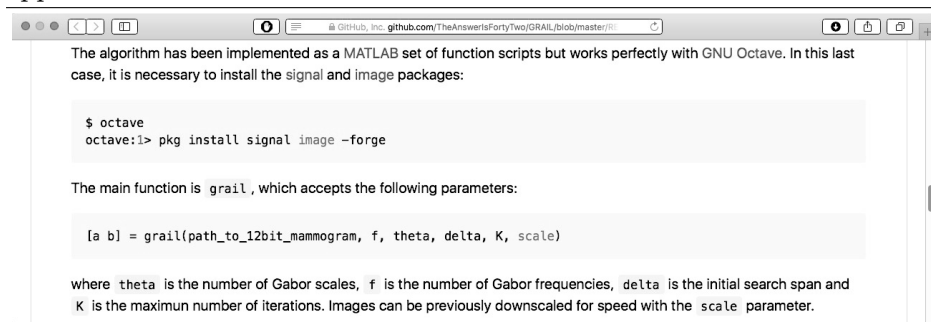 GitHub, Inc. github.com/TheAnswerIsFortyTwo/GRAIL/blob/master/
The algorithm has been implemented as a MATLAB set of function scripts but works perfectly with GNU Octave. In this last
case, it is necessary to install the signal and image packages:
$ octave
octave:1> pkg install signal image -forge
The main function is grail , which accepts the following parameters:
[a b] = grail(path_to_12bit_mammogram, f, theta, delta, K, scale)
where theta is the number of Gabor scales, f is the number of Gabor frequencies, delta is the initial search span and
K is the maximun number of iterations. Images can be previously downscaled for speed with the scale parameter.